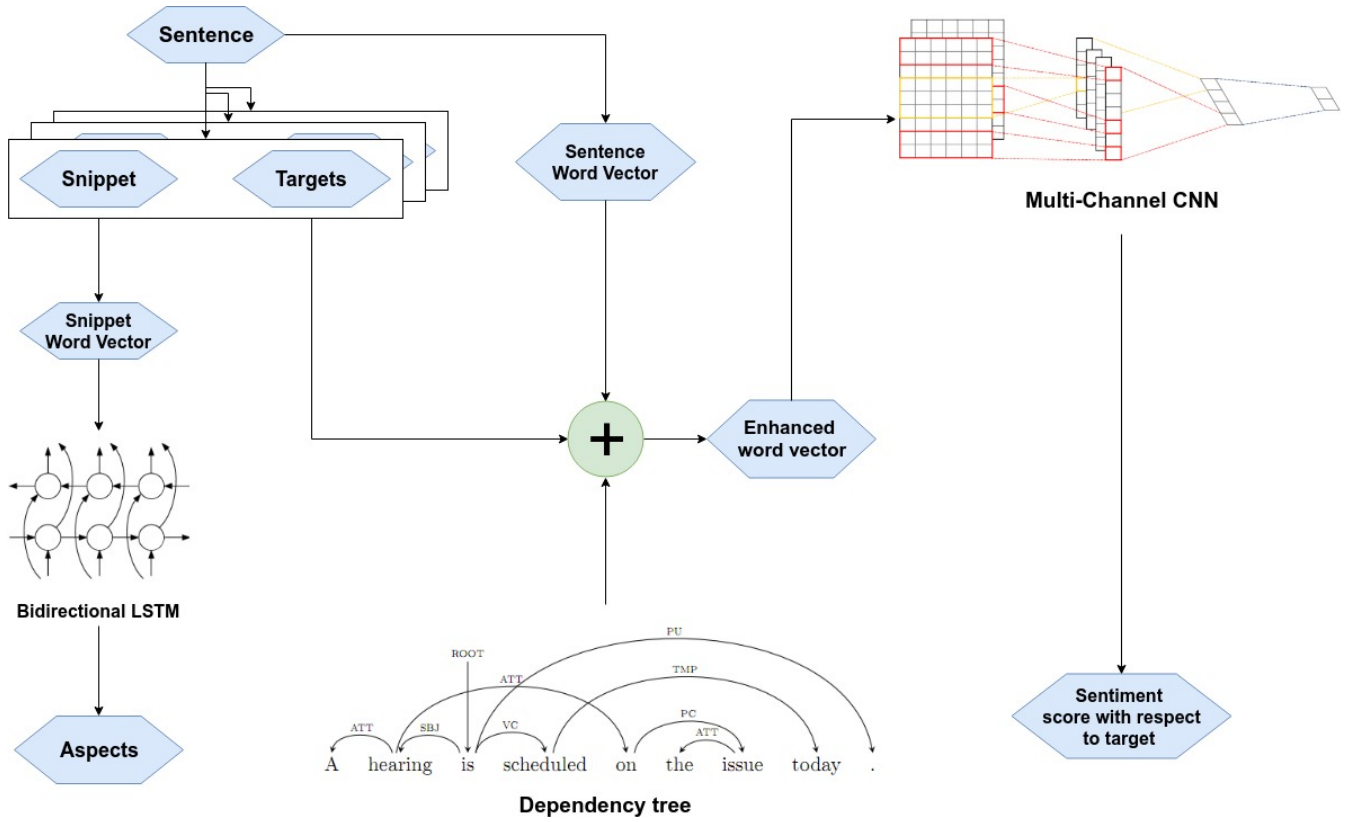 Sentence
Snippet
Targets
Sentence
Word Vector
Multi-Channel CNN
Snippet
Word Vector
Enhanced
word vector
Bidirectional LSTM
Aspects
PU
ROOT
TMP
ATT
PC
ATT
SBJ
VC
ATT
A hearing is scheduled on the issue today .
Dependency tree
Sentiment
score with respect
to target